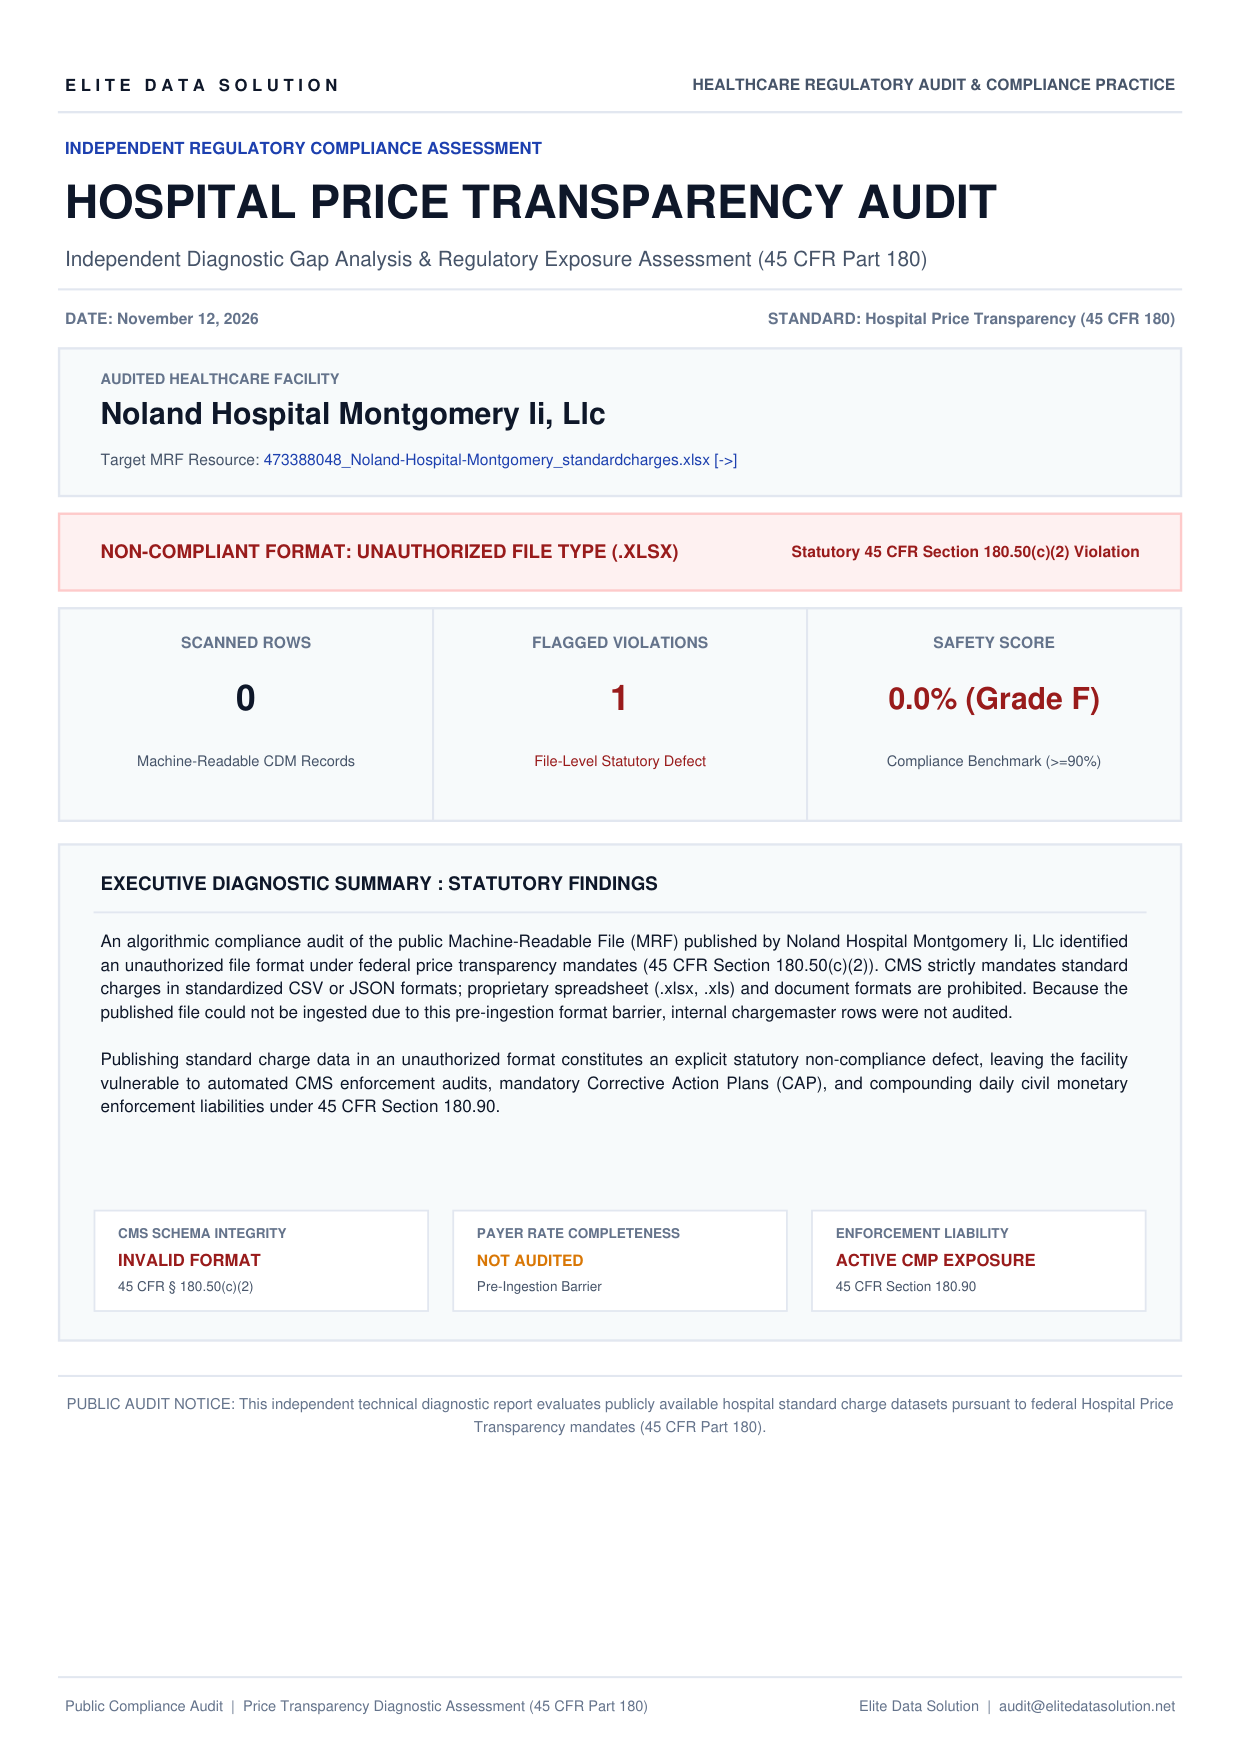 ELITE DATA SOLUTION
HEALTHCARE REGULATORY AUDIT & COMPLIANCE PRACTICE
INDEPENDENT REGULATORY COMPLIANCE ASSESSMENT
HOSPITAL PRICE TRANSPARENCY AUDIT
Independent Diagnostic Gap Analysis & Regulatory Exposure Assessment (45 CFR Part 180)
DATE: November 12, 2026
STANDARD: Hospital Price Transparency (45 CFR 180)
AUDITED HEALTHCARE FACILITY
Noland Hospital Montgomery Ii, Llc
Target MRF Resource: 473388048_Noland-Hospital-Montgomery_standardcharges.xlsx [->]
NON-COMPLIANT FORMAT: UNAUTHORIZED FILE TYPE (.XLSX)
Statutory 45 CFR Section 180.50(c)(2) Violation
SCANNED ROWS
0
Machine-Readable CDM Records
FLAGGED VIOLATIONS
1
File-Level Statutory Defect
SAFETY SCORE
0.0% (Grade F)
Compliance Benchmark (>=90%)
EXECUTIVE DIAGNOSTIC SUMMARY : STATUTORY FINDINGS
An algorithmic compliance audit of the public Machine-Readable File (MRF) published by Noland Hospital Montgomery Ii, Llc identified
an unauthorized file format under federal price transparency mandates (45 CFR Section 180.50(c)(2)). CMS strictly mandates standard
charges in standardized CSV or JSON formats; proprietary spreadsheet (.xlsx, .xls) and document formats are prohibited. Because the
published file could not be ingested due to this pre-ingestion format barrier, internal chargemaster rows were not audited.
Publishing standard charge data in an unauthorized format constitutes an explicit statutory non-compliance defect, leaving the facility
vulnerable to automated CMS enforcement audits, mandatory Corrective Action Plans (CAP), and compounding daily civil monetary
enforcement liabilities under 45 CFR Section 180.90.
CMS SCHEMA INTEGRITY
INVALID FORMAT
45 CFR § 180.50(c)(2)
PAYER RATE COMPLETENESS
NOT AUDITED
Pre-Ingestion Barrier
ENFORCEMENT LIABILITY
ACTIVE CMP EXPOSURE
45 CFR Section 180.90
PUBLIC AUDIT NOTICE: This independent technical diagnostic report evaluates publicly available hospital standard charge datasets pursuant to federal Hospital Price
Transparency mandates (45 CFR Part 180).
Public Compliance Audit | Price Transparency Diagnostic Assessment (45 CFR Part 180)
Elite Data Solution | audit@elitedatasolution.net